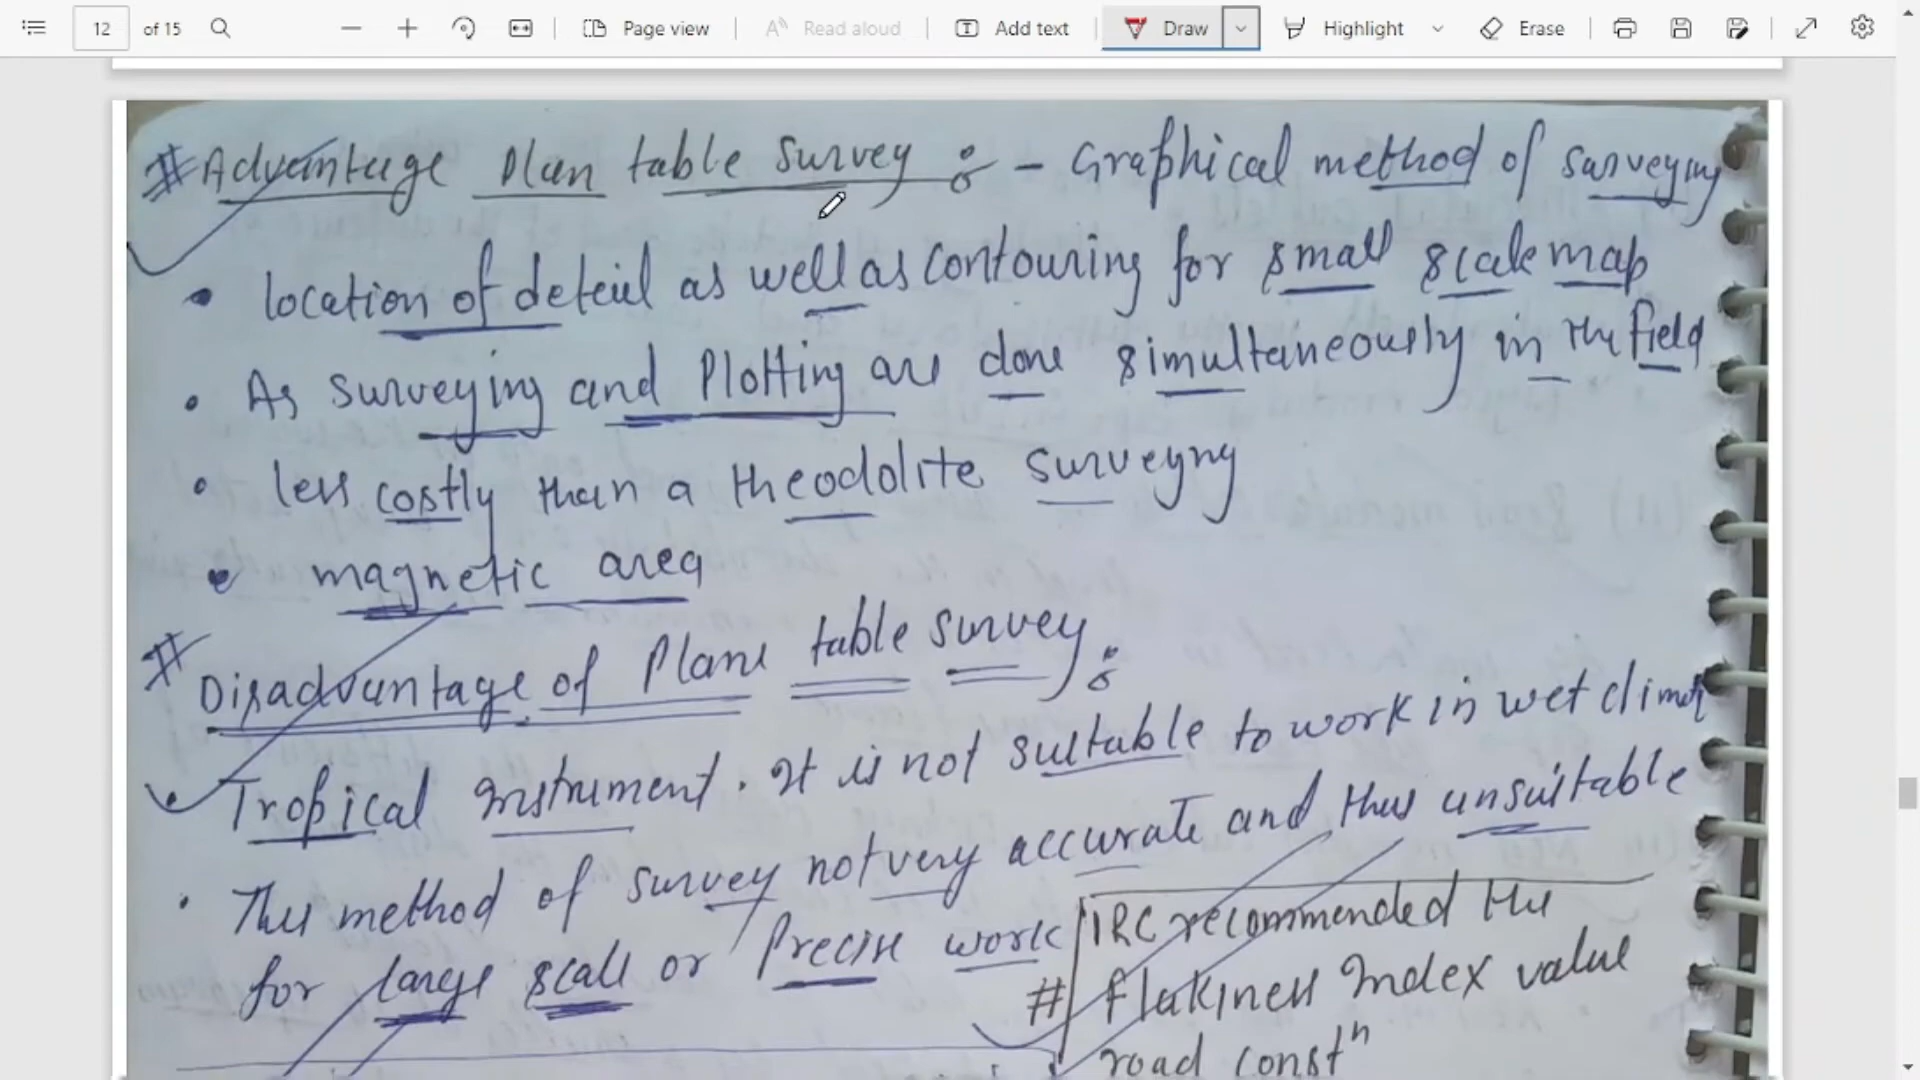 12 of 15 Page view Read aloud Add text Draw Highlight Erase
# Advantage Plan table Survey :- Graphical method of surveying
• location of detail as well as contouring for small scale map
• As surveying and Plotting are done simultaneously in the field
• less costly than a theodolite surveyng
• magnetic area
# Disadvantage of Plane table survey :
• Tropical instrument. It is not suitable to work in wet climate
• This method of survey not very accurate and thus unsuitable
for large scale or Precise work
IRC recommended the
# flakiness Index value
road constⁿ